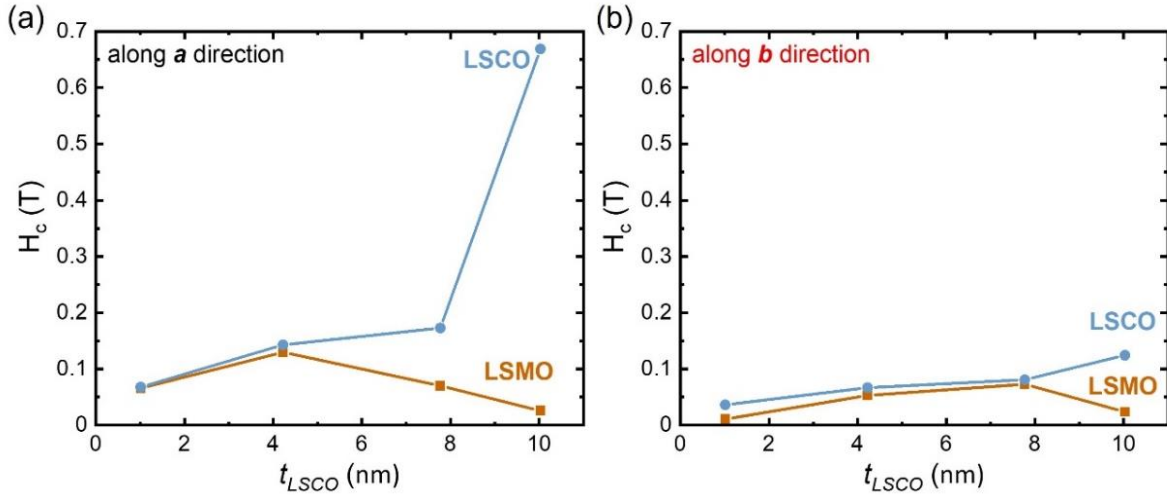 (a)
along a direction
LSCO
LSMO
H_c (T)
0.7
0.6
0.5
0.4
0.3
0.2
0.1
0
0 2 4 6 8 10
t_LSCO (nm)
(b)
along b direction
LSCO
LSMO
H_c (T)
0.7
0.6
0.5
0.4
0.3
0.2
0.1
0
0 2 4 6 8 10
t_LSCO (nm)